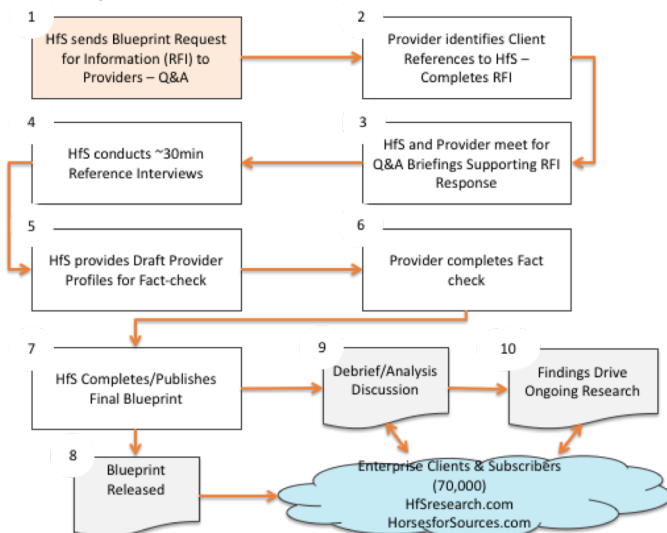 1
HfS sends Blueprint Request
for Information (RFI) to
Providers – Q&A
2
Provider identifies Client
References to HfS –
Completes RFI
4
HfS conducts ~30min
Reference Interviews
3
HfS and Provider meet for
Q&A Briefings Supporting RFI
Response
5
HfS provides Draft Provider
Profiles for Fact-check
6
Provider completes Fact
check
7
HfS Completes/Publishes
Final Blueprint
9
Debrief/Analysis
Discussion
10
Findings Drive
Ongoing Research
8
Blueprint
Released
Enterprise Clients & Subscribers
(70,000)
HfSresearch.com
HorsesforSources.com